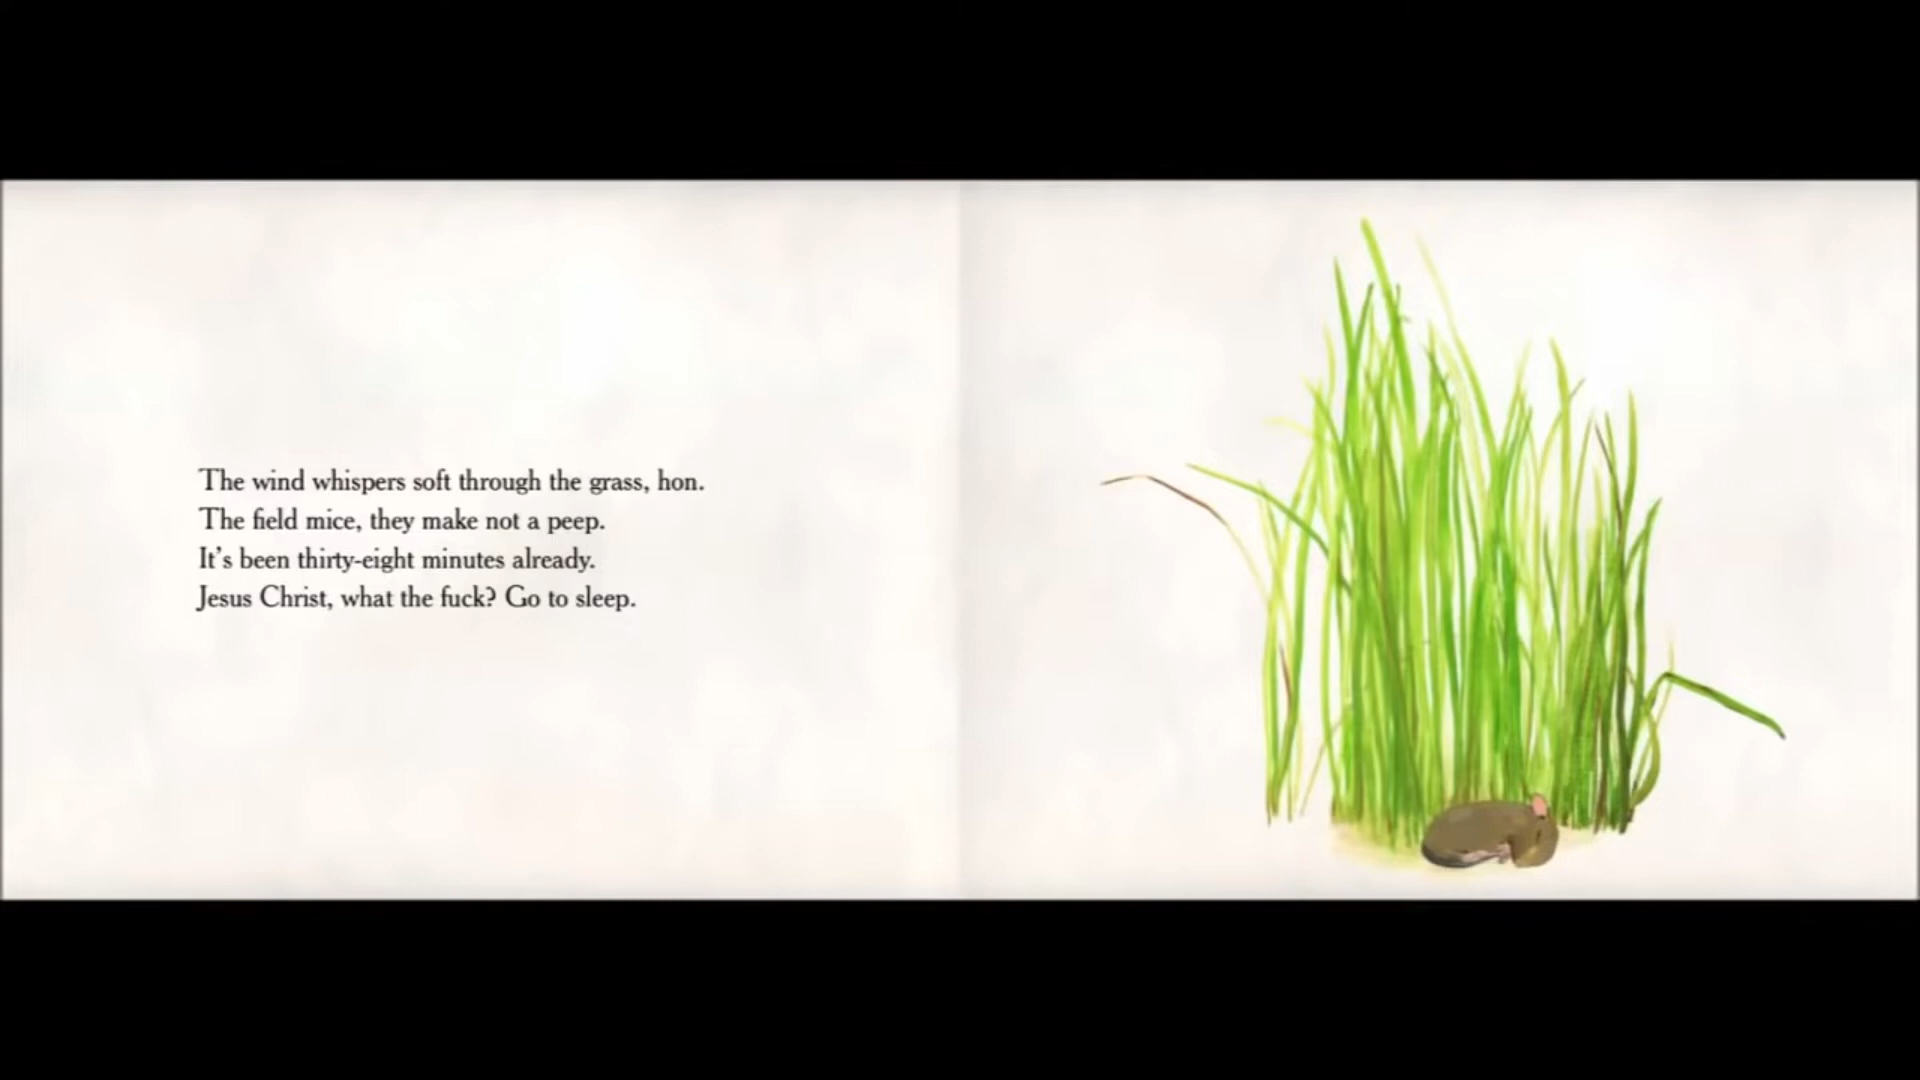 The wind whispers soft through the grass, hon.
The field mice, they make not a peep.
It's been thirty-eight minutes already.
Jesus Christ, what the fuck? Go to sleep.